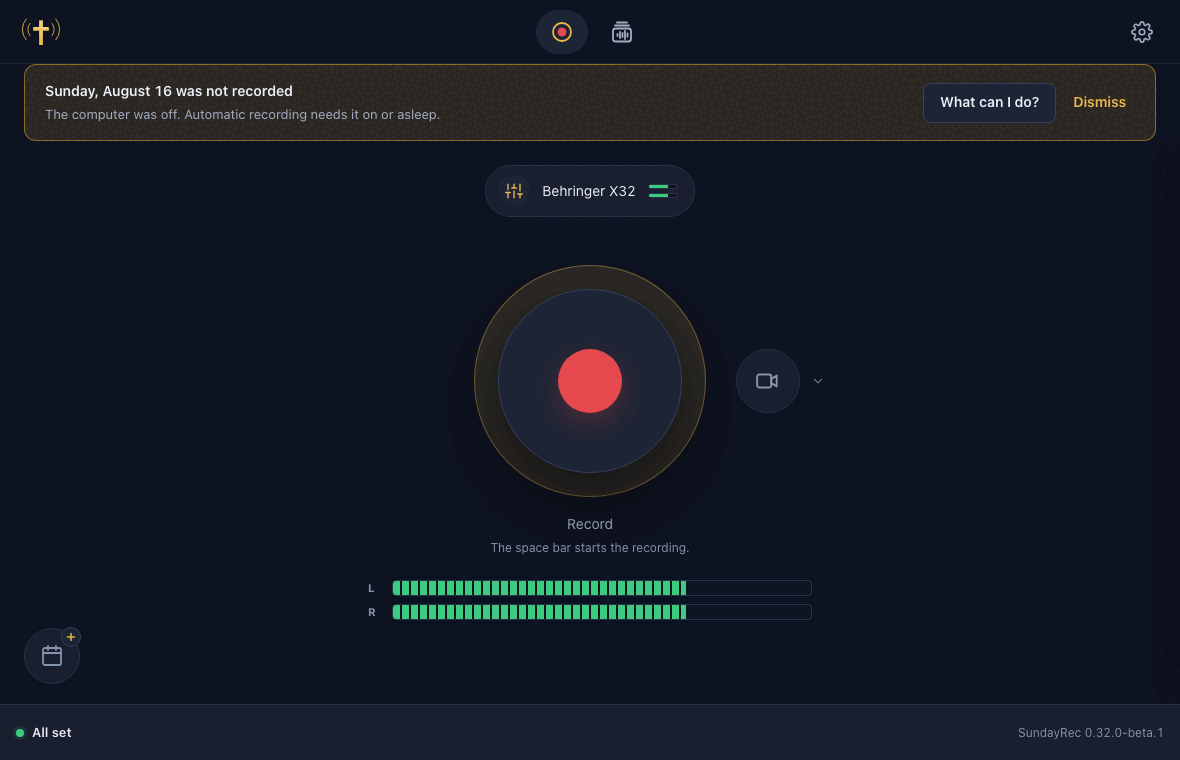 Sunday, August 16 was not recorded
The computer was off. Automatic recording needs it on or asleep.
What can I do?
Dismiss
Behringer X32
Record
The space bar starts the recording.
L
R
All set
SundayRec 0.32.0-beta.1